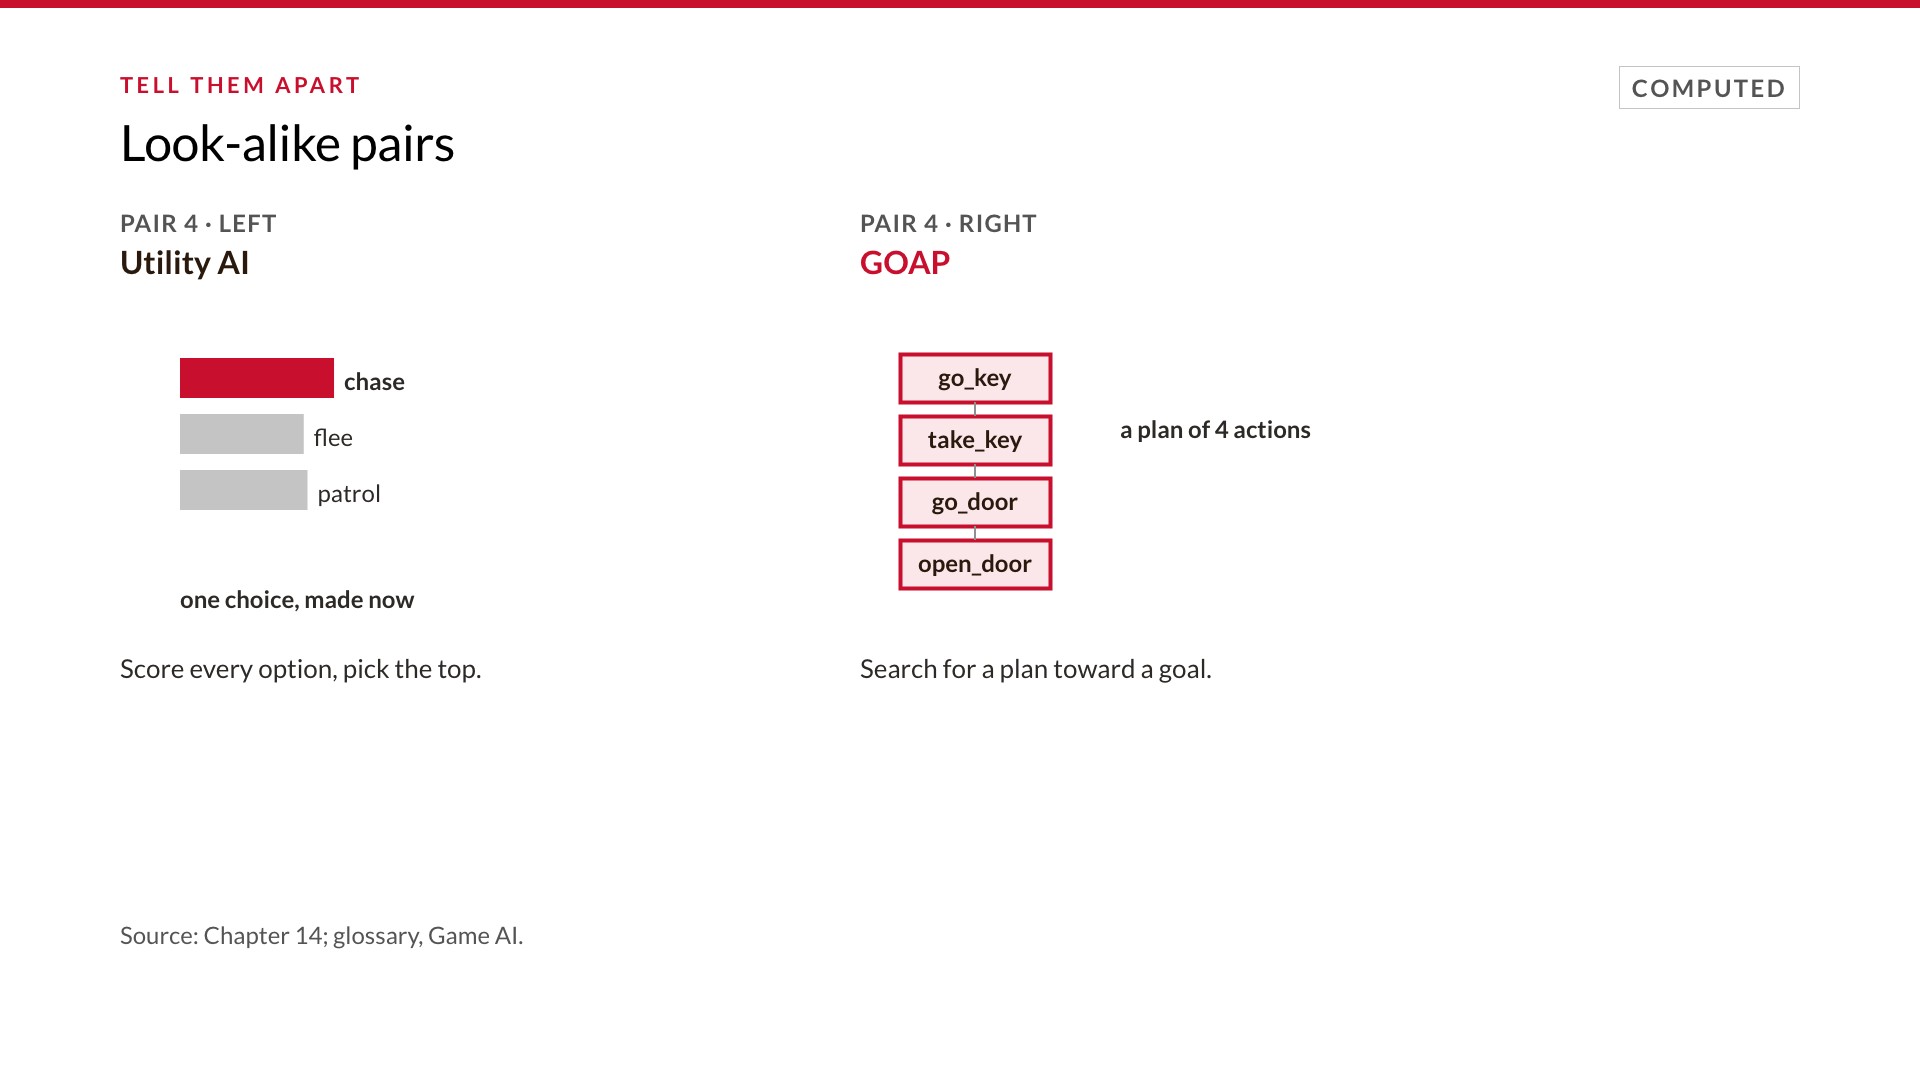 TELL THEM APART
COMPUTED
Look-alike pairs
PAIR 4 · LEFT
Utility AI
chase
flee
patrol
one choice, made now
Score every option, pick the top.
PAIR 4 · RIGHT
GOAP
go_key
take_key
go_door
open_door
a plan of 4 actions
Search for a plan toward a goal.
Source: Chapter 14; glossary, Game AI.